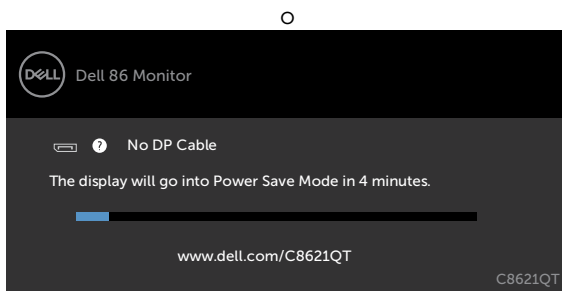 o
DELL
Dell 86 Monitor
? No DP Cable
The display will go into Power Save Mode in 4 minutes.
www.dell.com/C8621QT
C8621QT